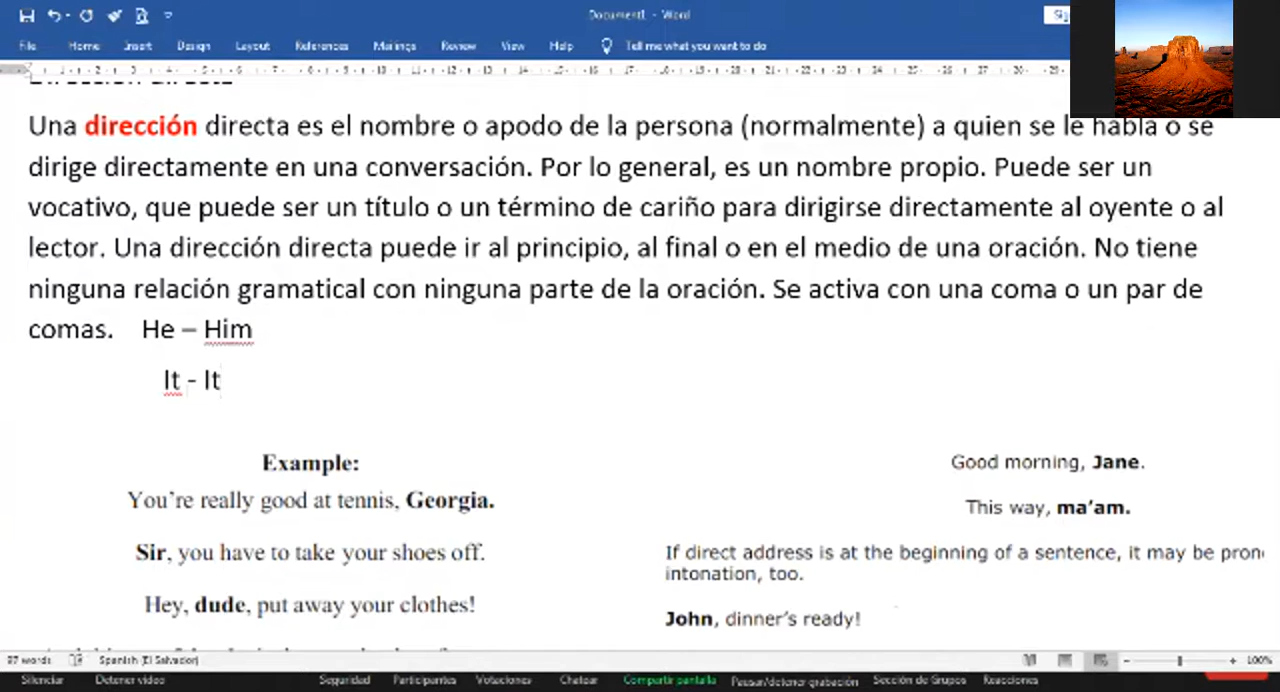 Document1 - Word
File Home Insert Design Layout References Mailings Review View Help Tell me what you want to do
Una dirección directa es el nombre o apodo de la persona (normalmente) a quien se le habla o se
dirige directamente en una conversación. Por lo general, es un nombre propio. Puede ser un
vocativo, que puede ser un título o un término de cariño para dirigirse directamente al oyente o al
lector. Una dirección directa puede ir al principio, al final o en el medio de una oración. No tiene
ninguna relación gramatical con ninguna parte de la oración. Se activa con una coma o un par de
comas. He – Him
It - It
Example:
You're really good at tennis, Georgia.
Sir, you have to take your shoes off.
Hey, dude, put away your clothes!
Good morning, Jane.
This way, ma'am.
If direct address is at the beginning of a sentence, it may be pron
intonation, too.
John, dinner's ready!
97 words Spanish (El Salvador) 100%
Silenciar Detener video Seguridad Participantes Votaciones Chatear Compartir pantalla Pausar/detener grabación Sección de Grupos Reacciones